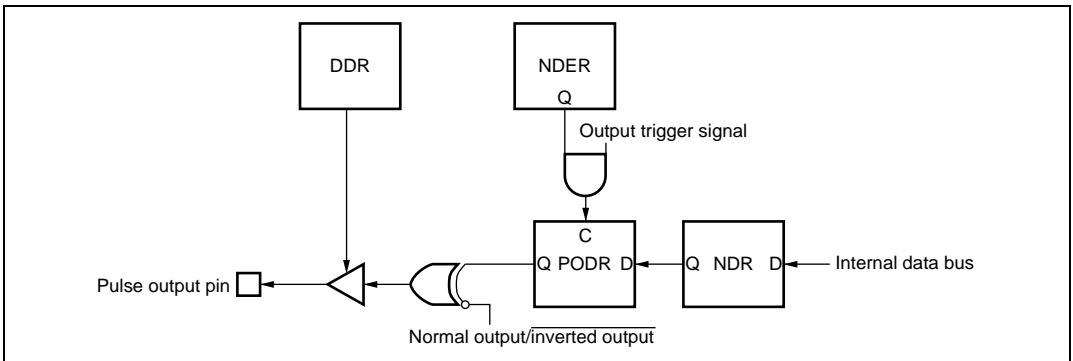 DDR
NDER
Q
Output trigger signal
C
Q PODR D
Q NDR D
Internal data bus
Pulse output pin
Normal output/inverted output